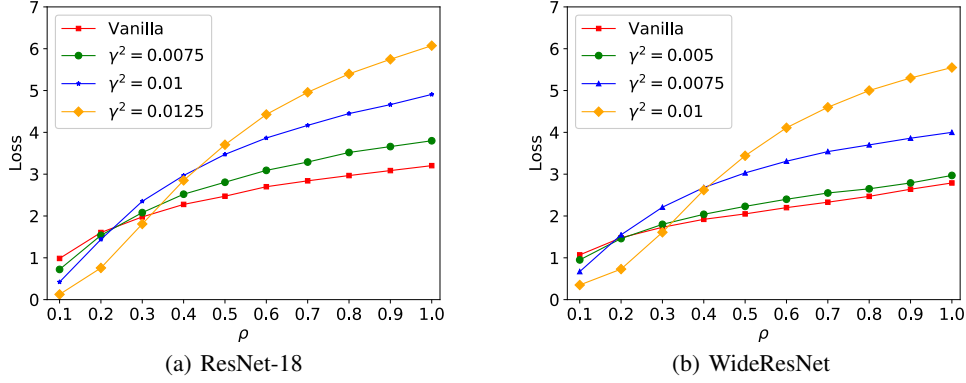 7
6
5
4
3
2
1
0
Loss
Vanilla
γ² = 0.0075
γ² = 0.01
γ² = 0.0125
0.1 0.2 0.3 0.4 0.5 0.6 0.7 0.8 0.9 1.0
ρ
(a) ResNet-18
7
6
5
4
3
2
1
0
Loss
Vanilla
γ² = 0.005
γ² = 0.0075
γ² = 0.01
0.1 0.2 0.3 0.4 0.5 0.6 0.7 0.8 0.9 1.0
ρ
(b) WideResNet